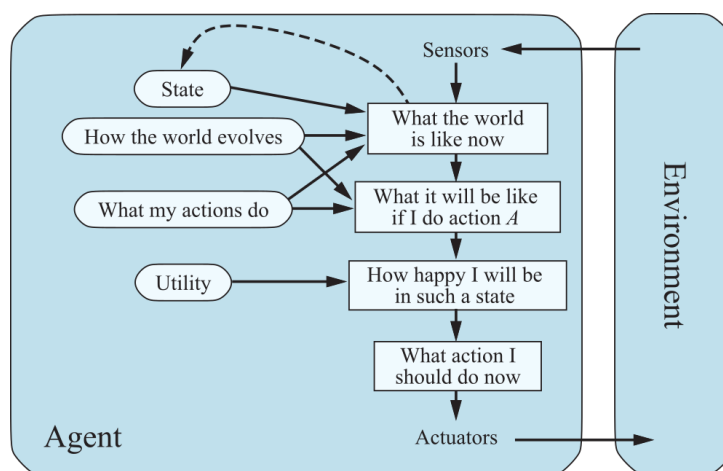 Sensors
State
What the world
is like now
How the world evolves
What it will be like
if I do action A
What my actions do
How happy I will be
in such a state
Utility
What action I
should do now
Agent
Actuators
Environment